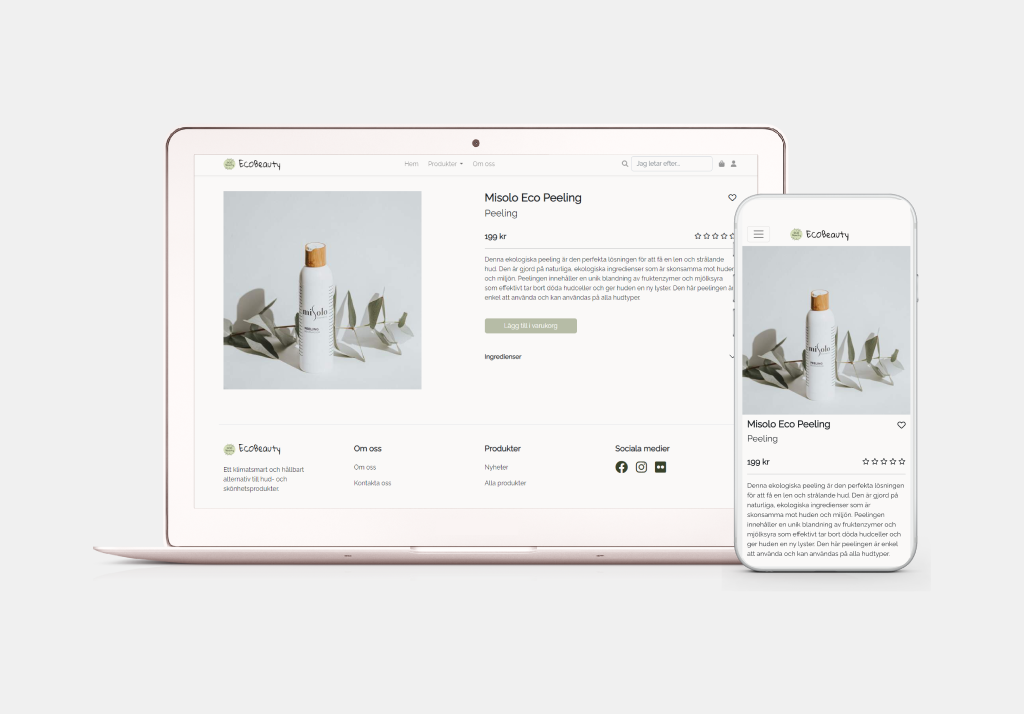 EcoBeauty
Hem Produkter Om oss
Jag letar efter...
miSolo
Misolo Eco Peeling
Peeling
199 kr
Denna ekologiska peeling är den perfekta lösningen för att få en len och strålande
hud. Den är gjord på naturliga, ekologiska ingredienser som är skonsamma mot huden
och miljön. Peelingen innehåller en unik blandning av fruktenzymer och mjölksyra
som effektivt tar bort döda hudceller och ger huden en ny lyster. Den här peelingen är
enkel att använda och kan användas på alla hudtyper.
Lägg till i varukorg
Ingredienser
EcoBeauty
Ett klimatsmart och hållbart
alternativ till hud- och
skönhetsprodukter.
Om oss
Om oss
Kontakta oss
Produkter
Nyheter
Alla produkter
Sociala medier
EcoBeauty
miSolo
Misolo Eco Peeling
Peeling
199 kr
Denna ekologiska peeling är den perfekta lösningen
för att få en len och strålande hud. Den är gjord på
naturliga, ekologiska ingredienser som är
skonsamma mot huden och miljön. Peelingen
innehåller en unik blandning av fruktenzymer och
mjölksyra som effektivt tar bort döda hudceller och
ger huden en ny lyster. Den här peelingen är enkel
att använda och kan användas på alla hudtyper.